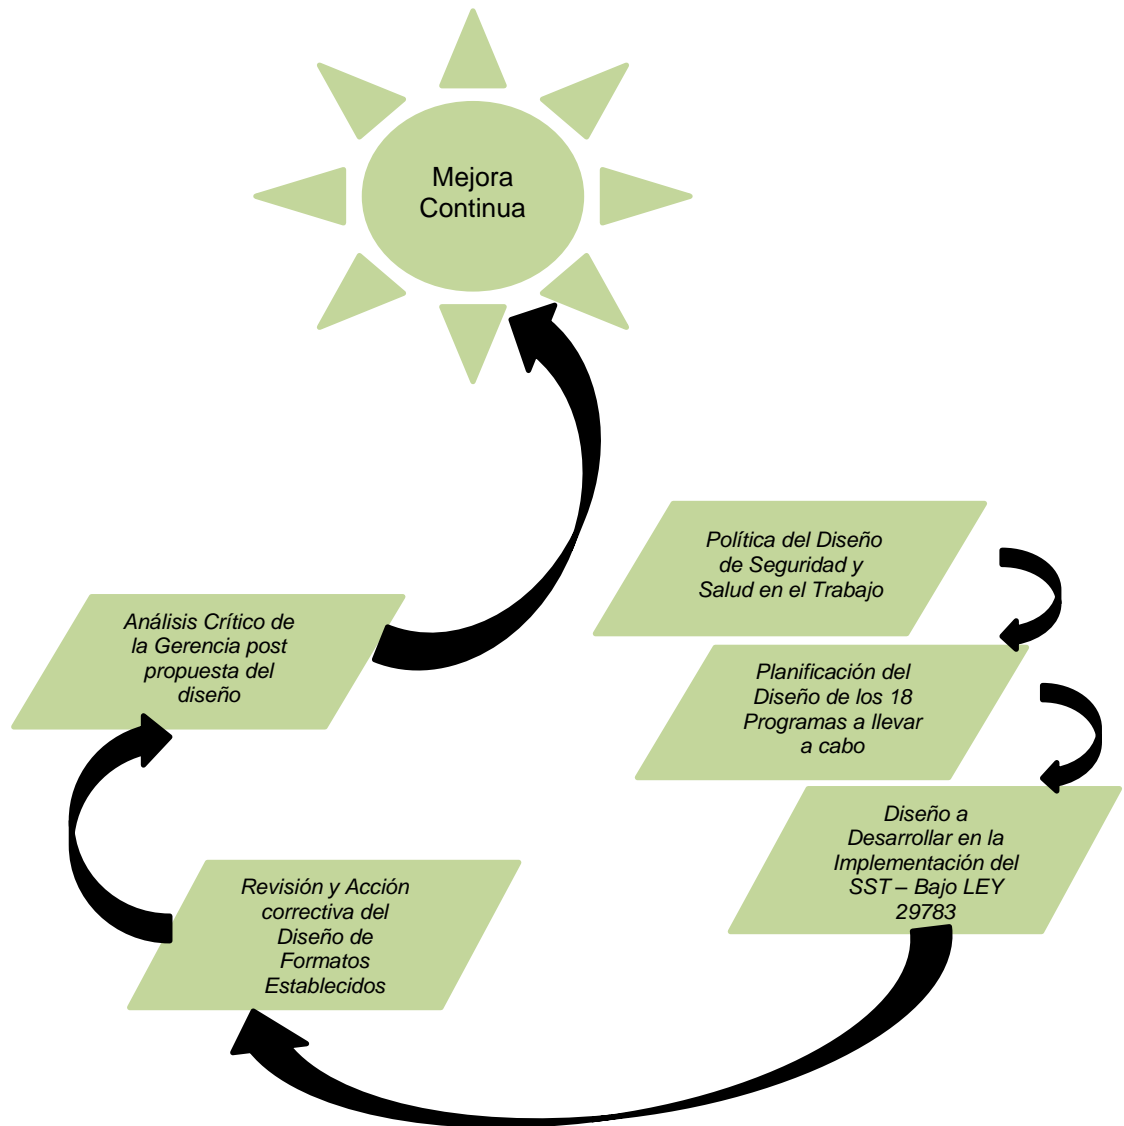 Mejora
Continua
Política del Diseño
de Seguridad y
Salud en el Trabajo
Planificación del
Diseño de los 18
Programas a llevar
a cabo
Diseño a
Desarrollar en la
Implementación del
SST – Bajo LEY
29783
Revisión y Acción
correctiva del
Diseño de
Formatos
Establecidos
Análisis Crítico de
la Gerencia post
propuesta del
diseño